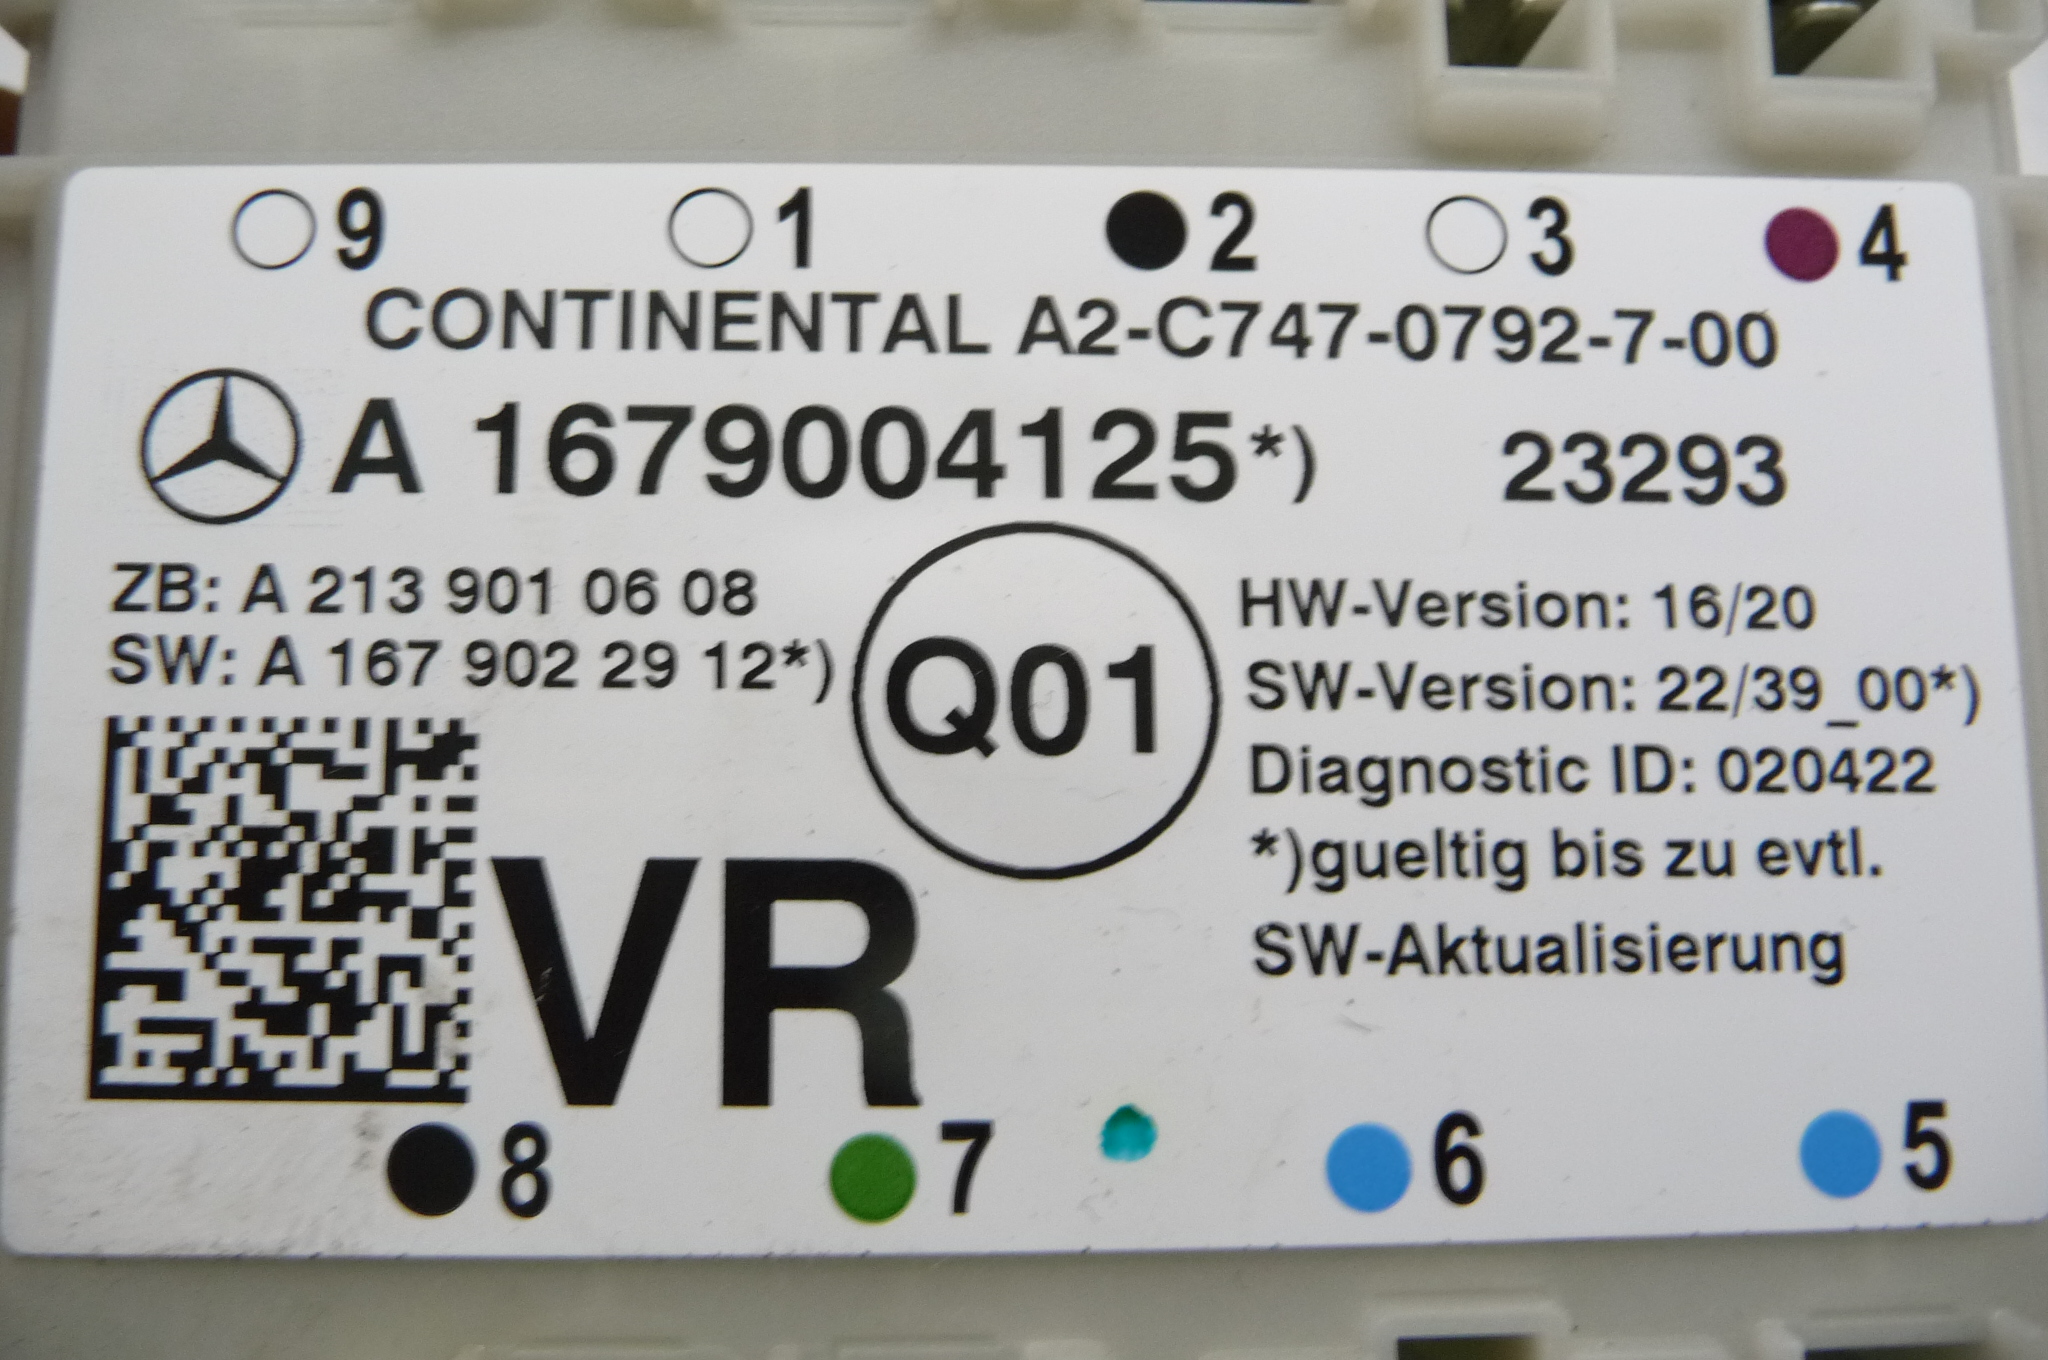 9 1 2 3 4
CONTINENTAL A2-C747-0792-7-00
A 1679004125*) 23293
ZB: A 213 901 06 08
SW: A 167 902 29 12*)
Q01
HW-Version: 16/20
SW-Version: 22/39_00*)
Diagnostic ID: 020422
*)gueltig bis zu evtl.
SW-Aktualisierung
VR
8 7 6 5